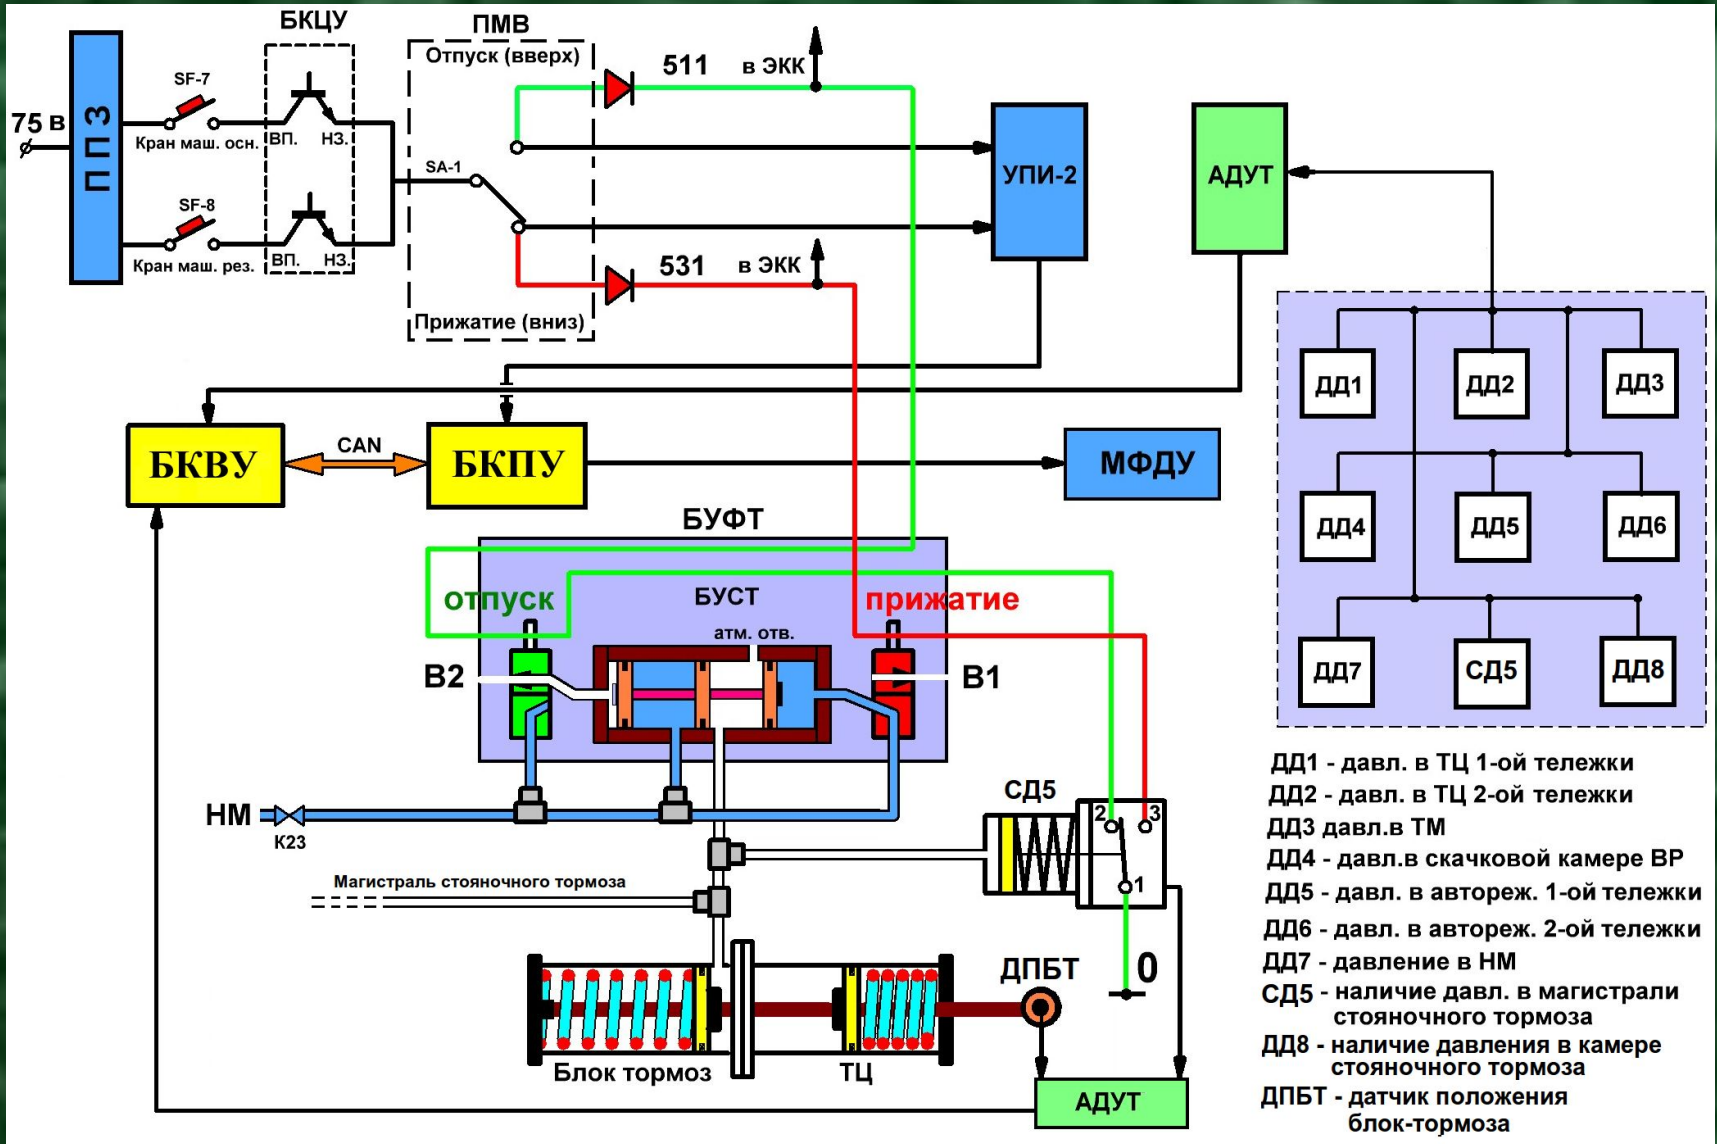 БКЦУ
ПМВ
Отпуск (вверх)
511
в ЭКК
SF-7
75 в
ППЗ
Кран маш. осн.
ВП.
НЗ.
SA-1
УПИ-2
АДУТ
SF-8
Кран маш. рез.
ВП.
НЗ.
531
в ЭКК
Прижатие (вниз)
ДД1
ДД2
ДД3
БКВУ
CAN
БКПУ
МФДУ
ДД4
ДД5
ДД6
БУФТ
отпуск
БУСТ
прижатие
атм. отв.
В2
В1
ДД7
СД5
ДД8
НМ
К23
СД5
2
3
1
Магистраль стояночного тормоза
ДПБТ
0
Блок тормоз
ТЦ
АДУТ
ДД1 - давл. в ТЦ 1-ой тележки
ДД2 - давл. в ТЦ 2-ой тележки
ДД3 давл.в ТМ
ДД4 - давл.в скачковой камере ВР
ДД5 - давл. в автореж. 1-ой тележки
ДД6 - давл. в автореж. 2-ой тележки
ДД7 - давление в НМ
СД5 - наличие давл. в магистрали
стояночного тормоза
ДД8 - наличие давления в камере
стояночного тормоза
ДПБТ - датчик положения
блок-тормоза